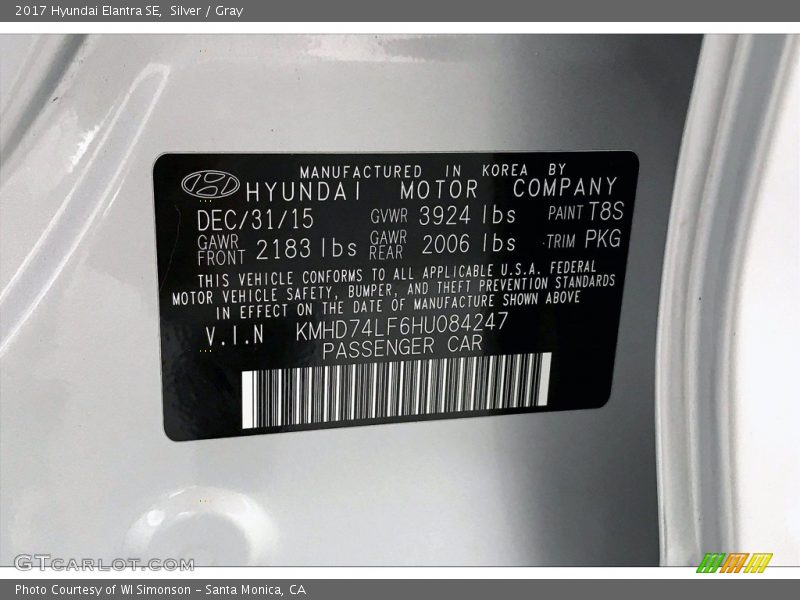 2017 Hyundai Elantra SE, Silver / Gray
MANUFACTURED IN KOREA BY
HYUNDAI MOTOR COMPANY
DEC/31/15 GVWR 3924 lbs PAINT T8S
GAWR FRONT 2183 lbs GAWR REAR 2006 lbs TRIM PKG
THIS VEHICLE CONFORMS TO ALL APPLICABLE U.S.A. FEDERAL
MOTOR VEHICLE SAFETY, BUMPER, AND THEFT PREVENTION STANDARDS
IN EFFECT ON THE DATE OF MANUFACTURE SHOWN ABOVE
V.I.N KMHD74LF6HU084247
PASSENGER CAR
GTCARLOT.COM
Photo Courtesy of WI Simonson - Santa Monica, CA